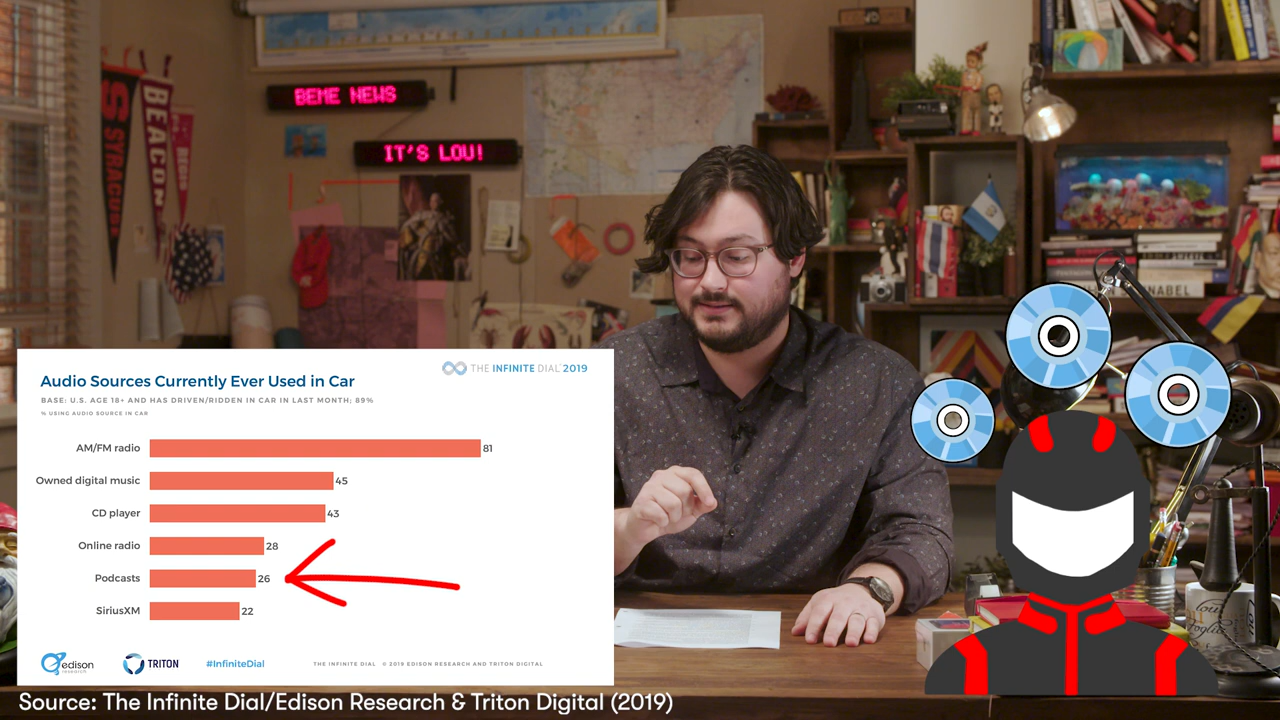 SYRACUSE
BEACON
BEME NEWS
IT'S LOU!
THE INFINITE DIAL 2019
Audio Sources Currently Ever Used in Car
BASE: U.S. AGE 18+ AND HAS DRIVEN/RIDDEN IN CAR IN LAST MONTH; 89%
% USING AUDIO SOURCE IN CAR
AM/FM radio 81
Owned digital music 45
CD player 43
Online radio 28
Podcasts 26
SiriusXM 22
edison research
TRITON
#InfiniteDial
THE INFINITE DIAL © 2019 EDISON RESEARCH AND TRITON DIGITAL
Source: The Infinite Dial/Edison Research & Triton Digital (2019)